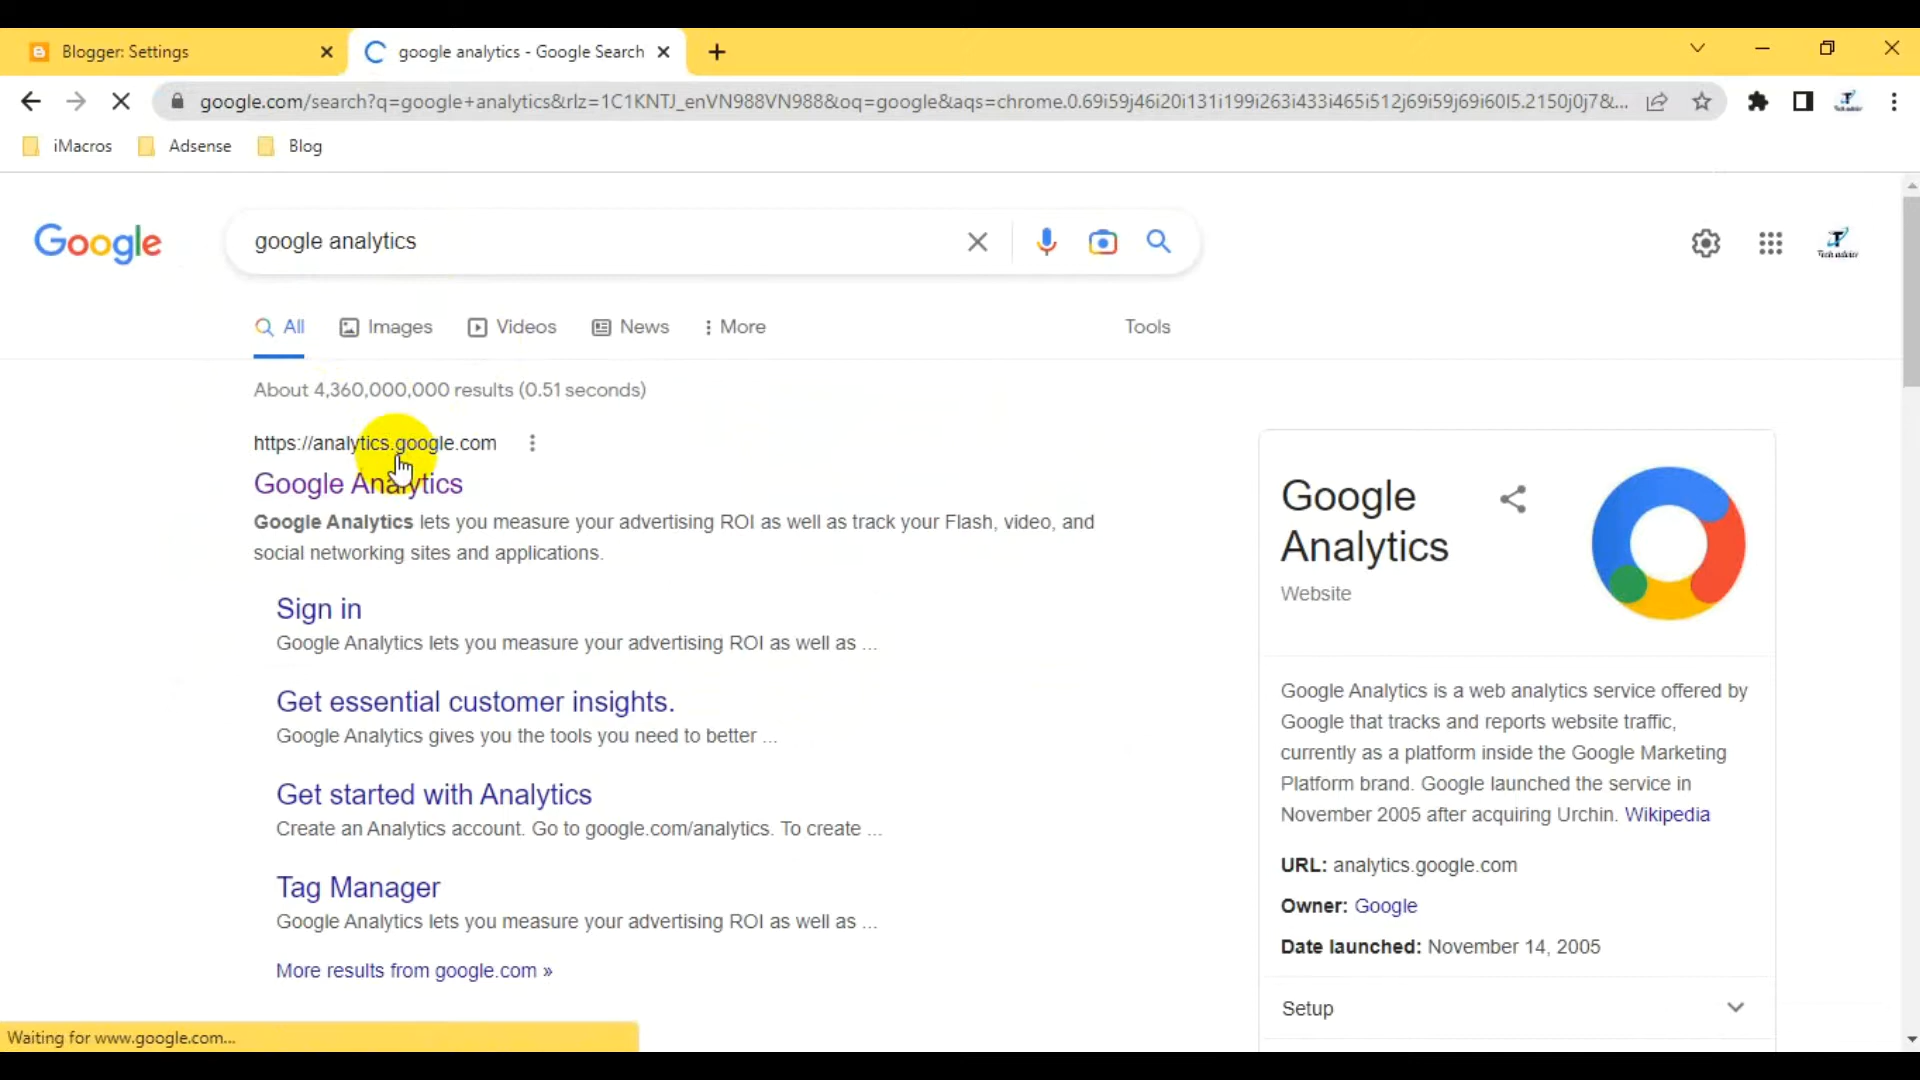 Blogger: Settings
google analytics - Google Search
google.com/search?q=google+analytics&rlz=1C1KNTJ_enVN988VN988&oq=google&aqs=chrome.0.69i59j46i20i131i199i263i433i465i512j69i59j69i60l5.2150j0j7&...
iMacros
Adsense
Blog
Google
google analytics
All
Images
Videos
News
More
Tools
About 4,360,000,000 results (0.51 seconds)
https://analytics.google.com
Google Analytics
Google Analytics lets you measure your advertising ROI as well as track your Flash, video, and
social networking sites and applications.
Sign in
Google Analytics lets you measure your advertising ROI as well as ...
Get essential customer insights.
Google Analytics gives you the tools you need to better ...
Get started with Analytics
Create an Analytics account. Go to google.com/analytics. To create ...
Tag Manager
Google Analytics lets you measure your advertising ROI as well as ...
More results from google.com »
Google
Analytics
Website
Google Analytics is a web analytics service offered by
Google that tracks and reports website traffic,
currently as a platform inside the Google Marketing
Platform brand. Google launched the service in
November 2005 after acquiring Urchin. Wikipedia
URL: analytics.google.com
Owner: Google
Date launched: November 14, 2005
Setup
Waiting for www.google.com...